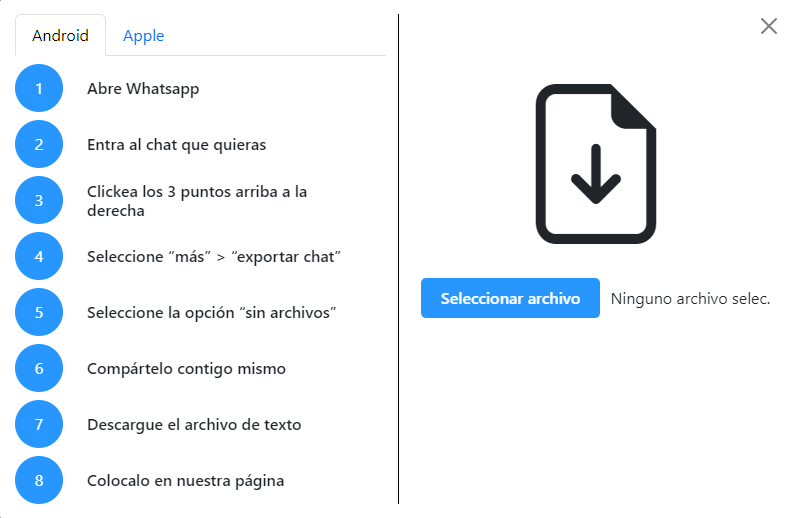 Android
Apple
1
Abre Whatsapp
2
Entra al chat que quieras
3
Clickea los 3 puntos arriba a la
derecha
4
Seleccione “más” > “exportar chat”
5
Seleccione la opción “sin archivos”
6
Compártelo contigo mismo
7
Descargue el archivo de texto
8
Colocalo en nuestra página
Seleccionar archivo
Ninguno archivo selec.